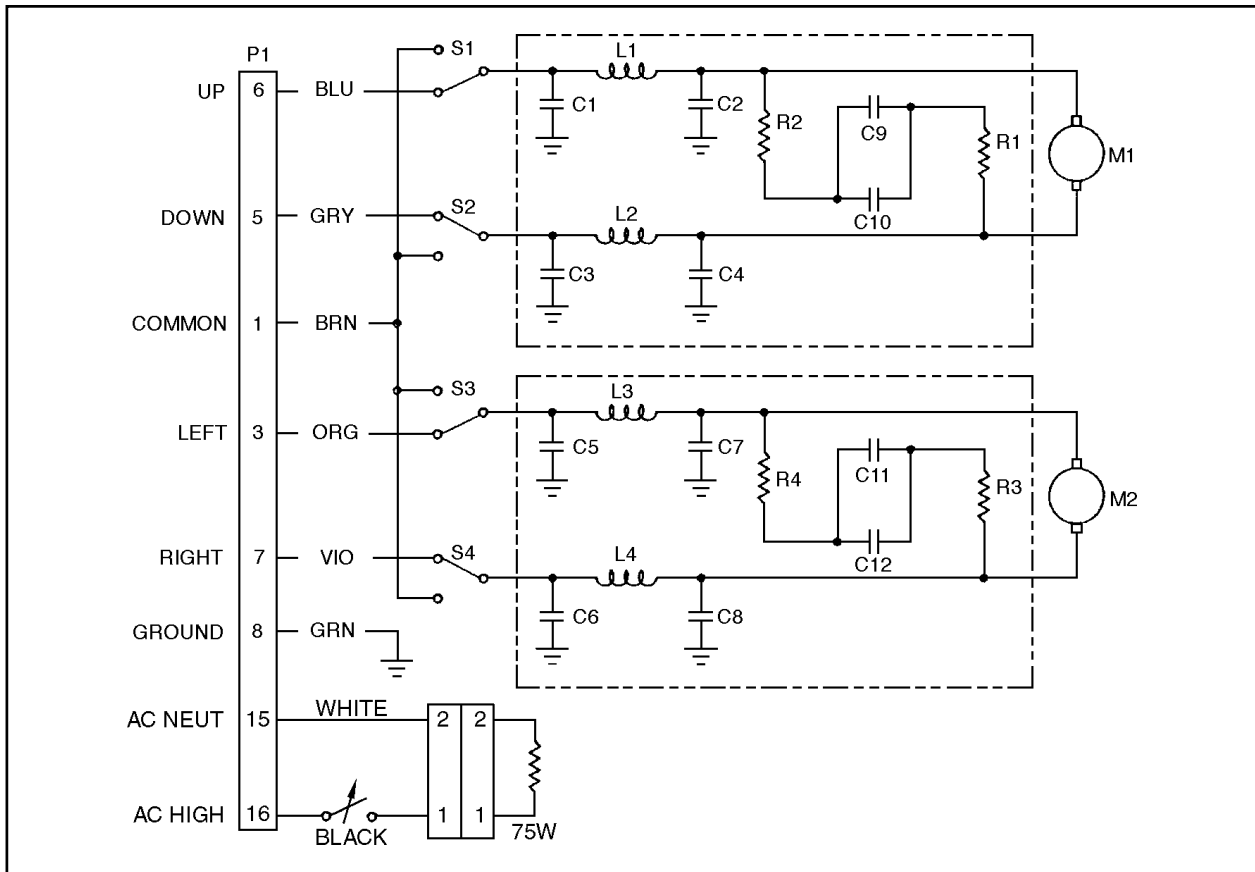 P1
S1
L1
UP 6 BLU
C1 C2 R2 C9 R1 M1
C10
DOWN 5 GRY S2 L2
C3 C4
COMMON 1 BRN
S3 L3
LEFT 3 ORG
C5 C7 R4 C11 R3 M2
C12
RIGHT 7 VIO S4 L4
C6 C8
GROUND 8 GRN
AC NEUT 15 WHITE 2 2
AC HIGH 16 BLACK 1 1 75W